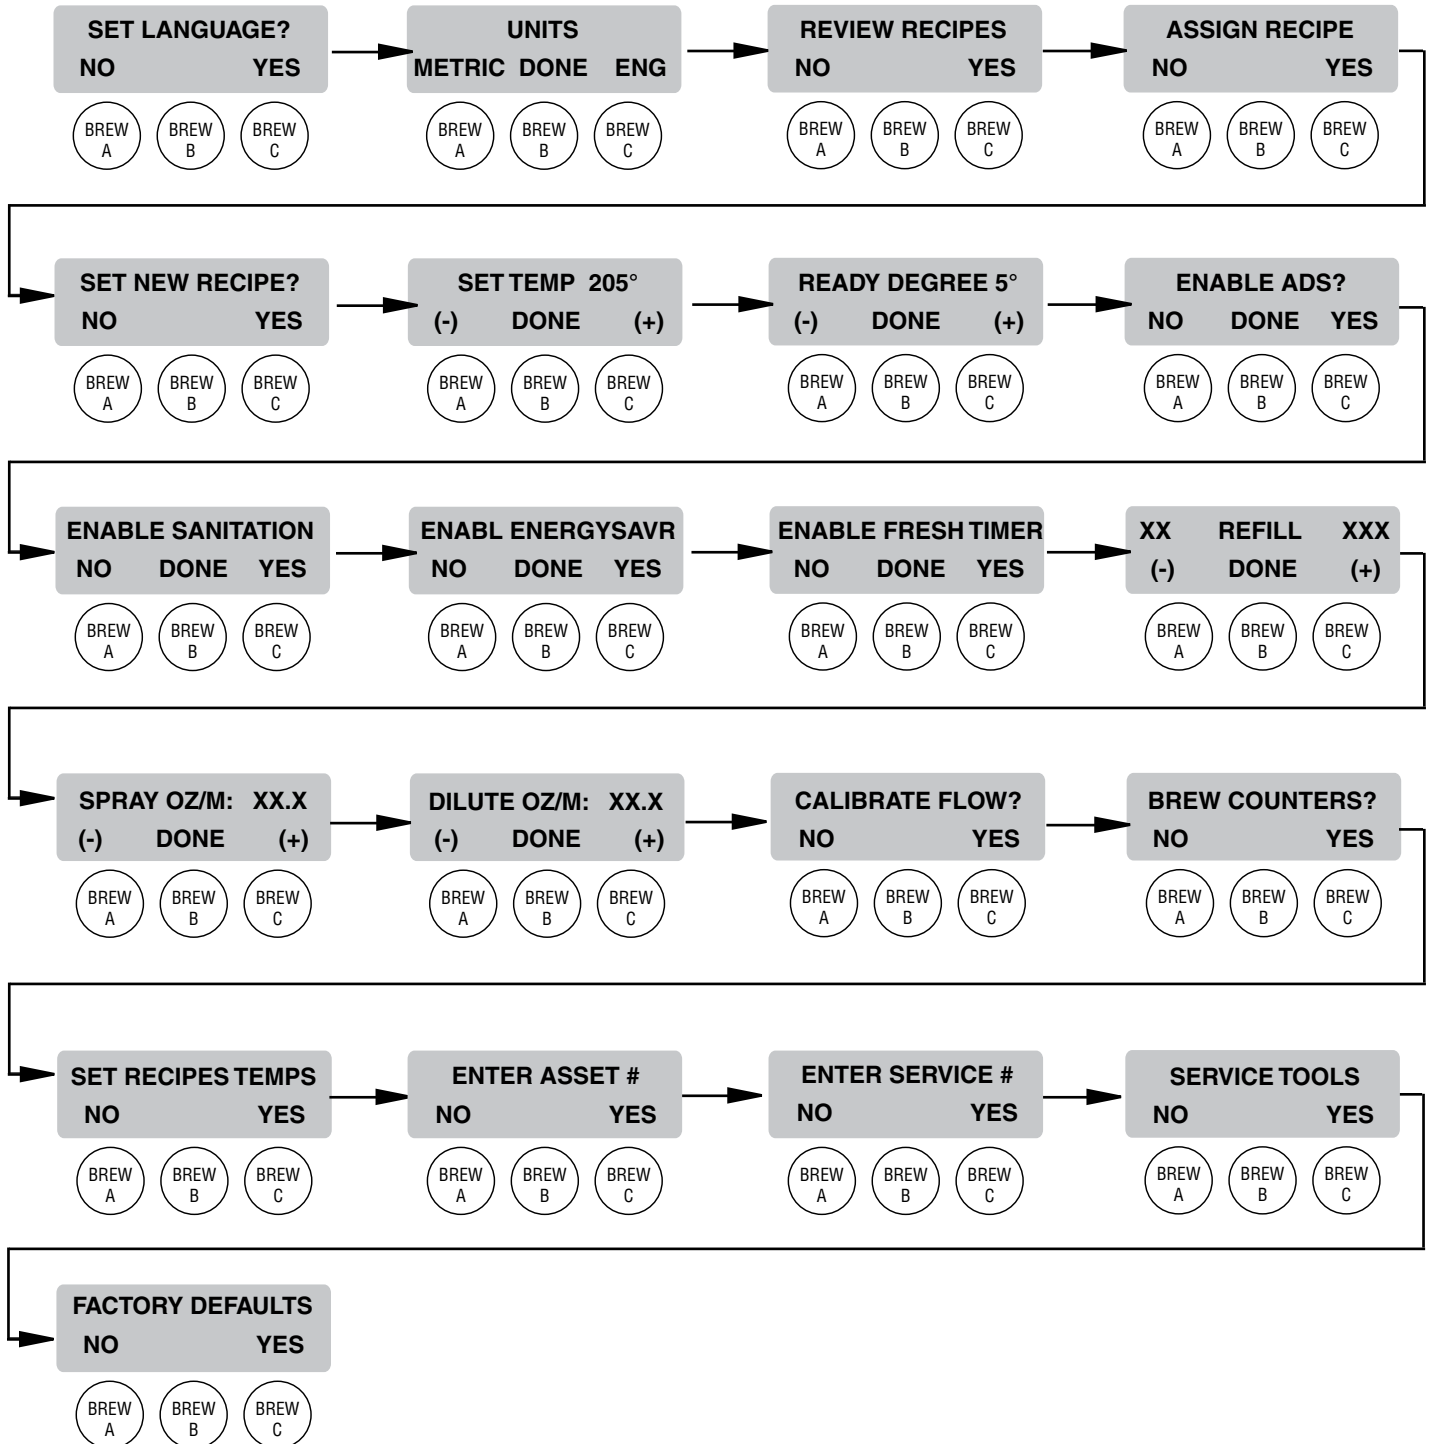 SET LANGUAGE?
NO YES
BREW A BREW B BREW C
UNITS
METRIC DONE ENG
BREW A BREW B BREW C
REVIEW RECIPES
NO YES
BREW A BREW B BREW C
ASSIGN RECIPE
NO YES
BREW A BREW B BREW C
SET NEW RECIPE?
NO YES
BREW A BREW B BREW C
SET TEMP 205°
(-) DONE (+)
BREW A BREW B BREW C
READY DEGREE 5°
(-) DONE (+)
BREW A BREW B BREW C
ENABLE ADS?
NO DONE YES
BREW A BREW B BREW C
ENABLE SANITATION
NO DONE YES
BREW A BREW B BREW C
ENABL ENERGYSAVR
NO DONE YES
BREW A BREW B BREW C
ENABLE FRESH TIMER
NO DONE YES
BREW A BREW B BREW C
XX REFILL XXX
(-) DONE (+)
BREW A BREW B BREW C
SPRAY OZ/M: XX.X
(-) DONE (+)
BREW A BREW B BREW C
DILUTE OZ/M: XX.X
(-) DONE (+)
BREW A BREW B BREW C
CALIBRATE FLOW?
NO YES
BREW A BREW B BREW C
BREW COUNTERS?
NO YES
BREW A BREW B BREW C
SET RECIPES TEMPS
NO YES
BREW A BREW B BREW C
ENTER ASSET #
NO YES
BREW A BREW B BREW C
ENTER SERVICE #
NO YES
BREW A BREW B BREW C
SERVICE TOOLS
NO YES
BREW A BREW B BREW C
FACTORY DEFAULTS
NO YES
BREW A BREW B BREW C